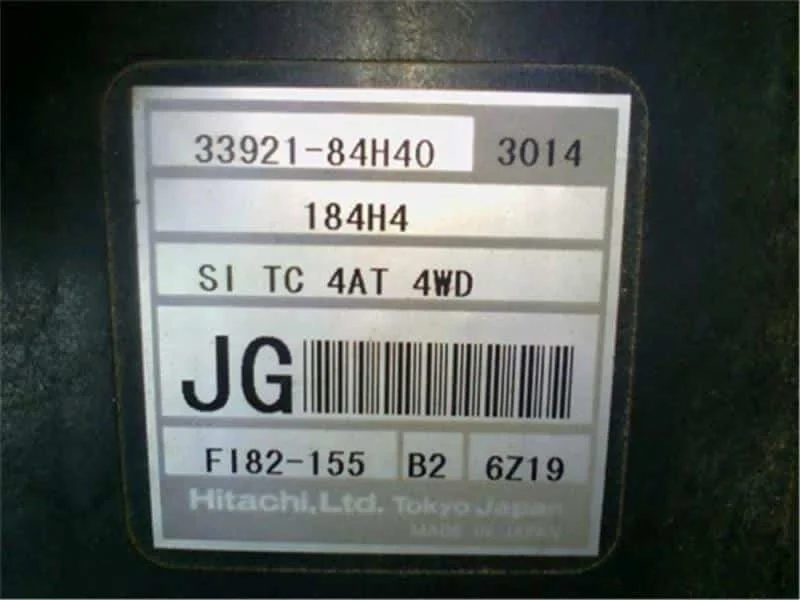 33921-84H40 3014
184H4
SI TC 4AT 4WD
JG
FI82-155 B2 6Z19
Hitachi,Ltd. Tokyo Japan
MADE IN JAPAN